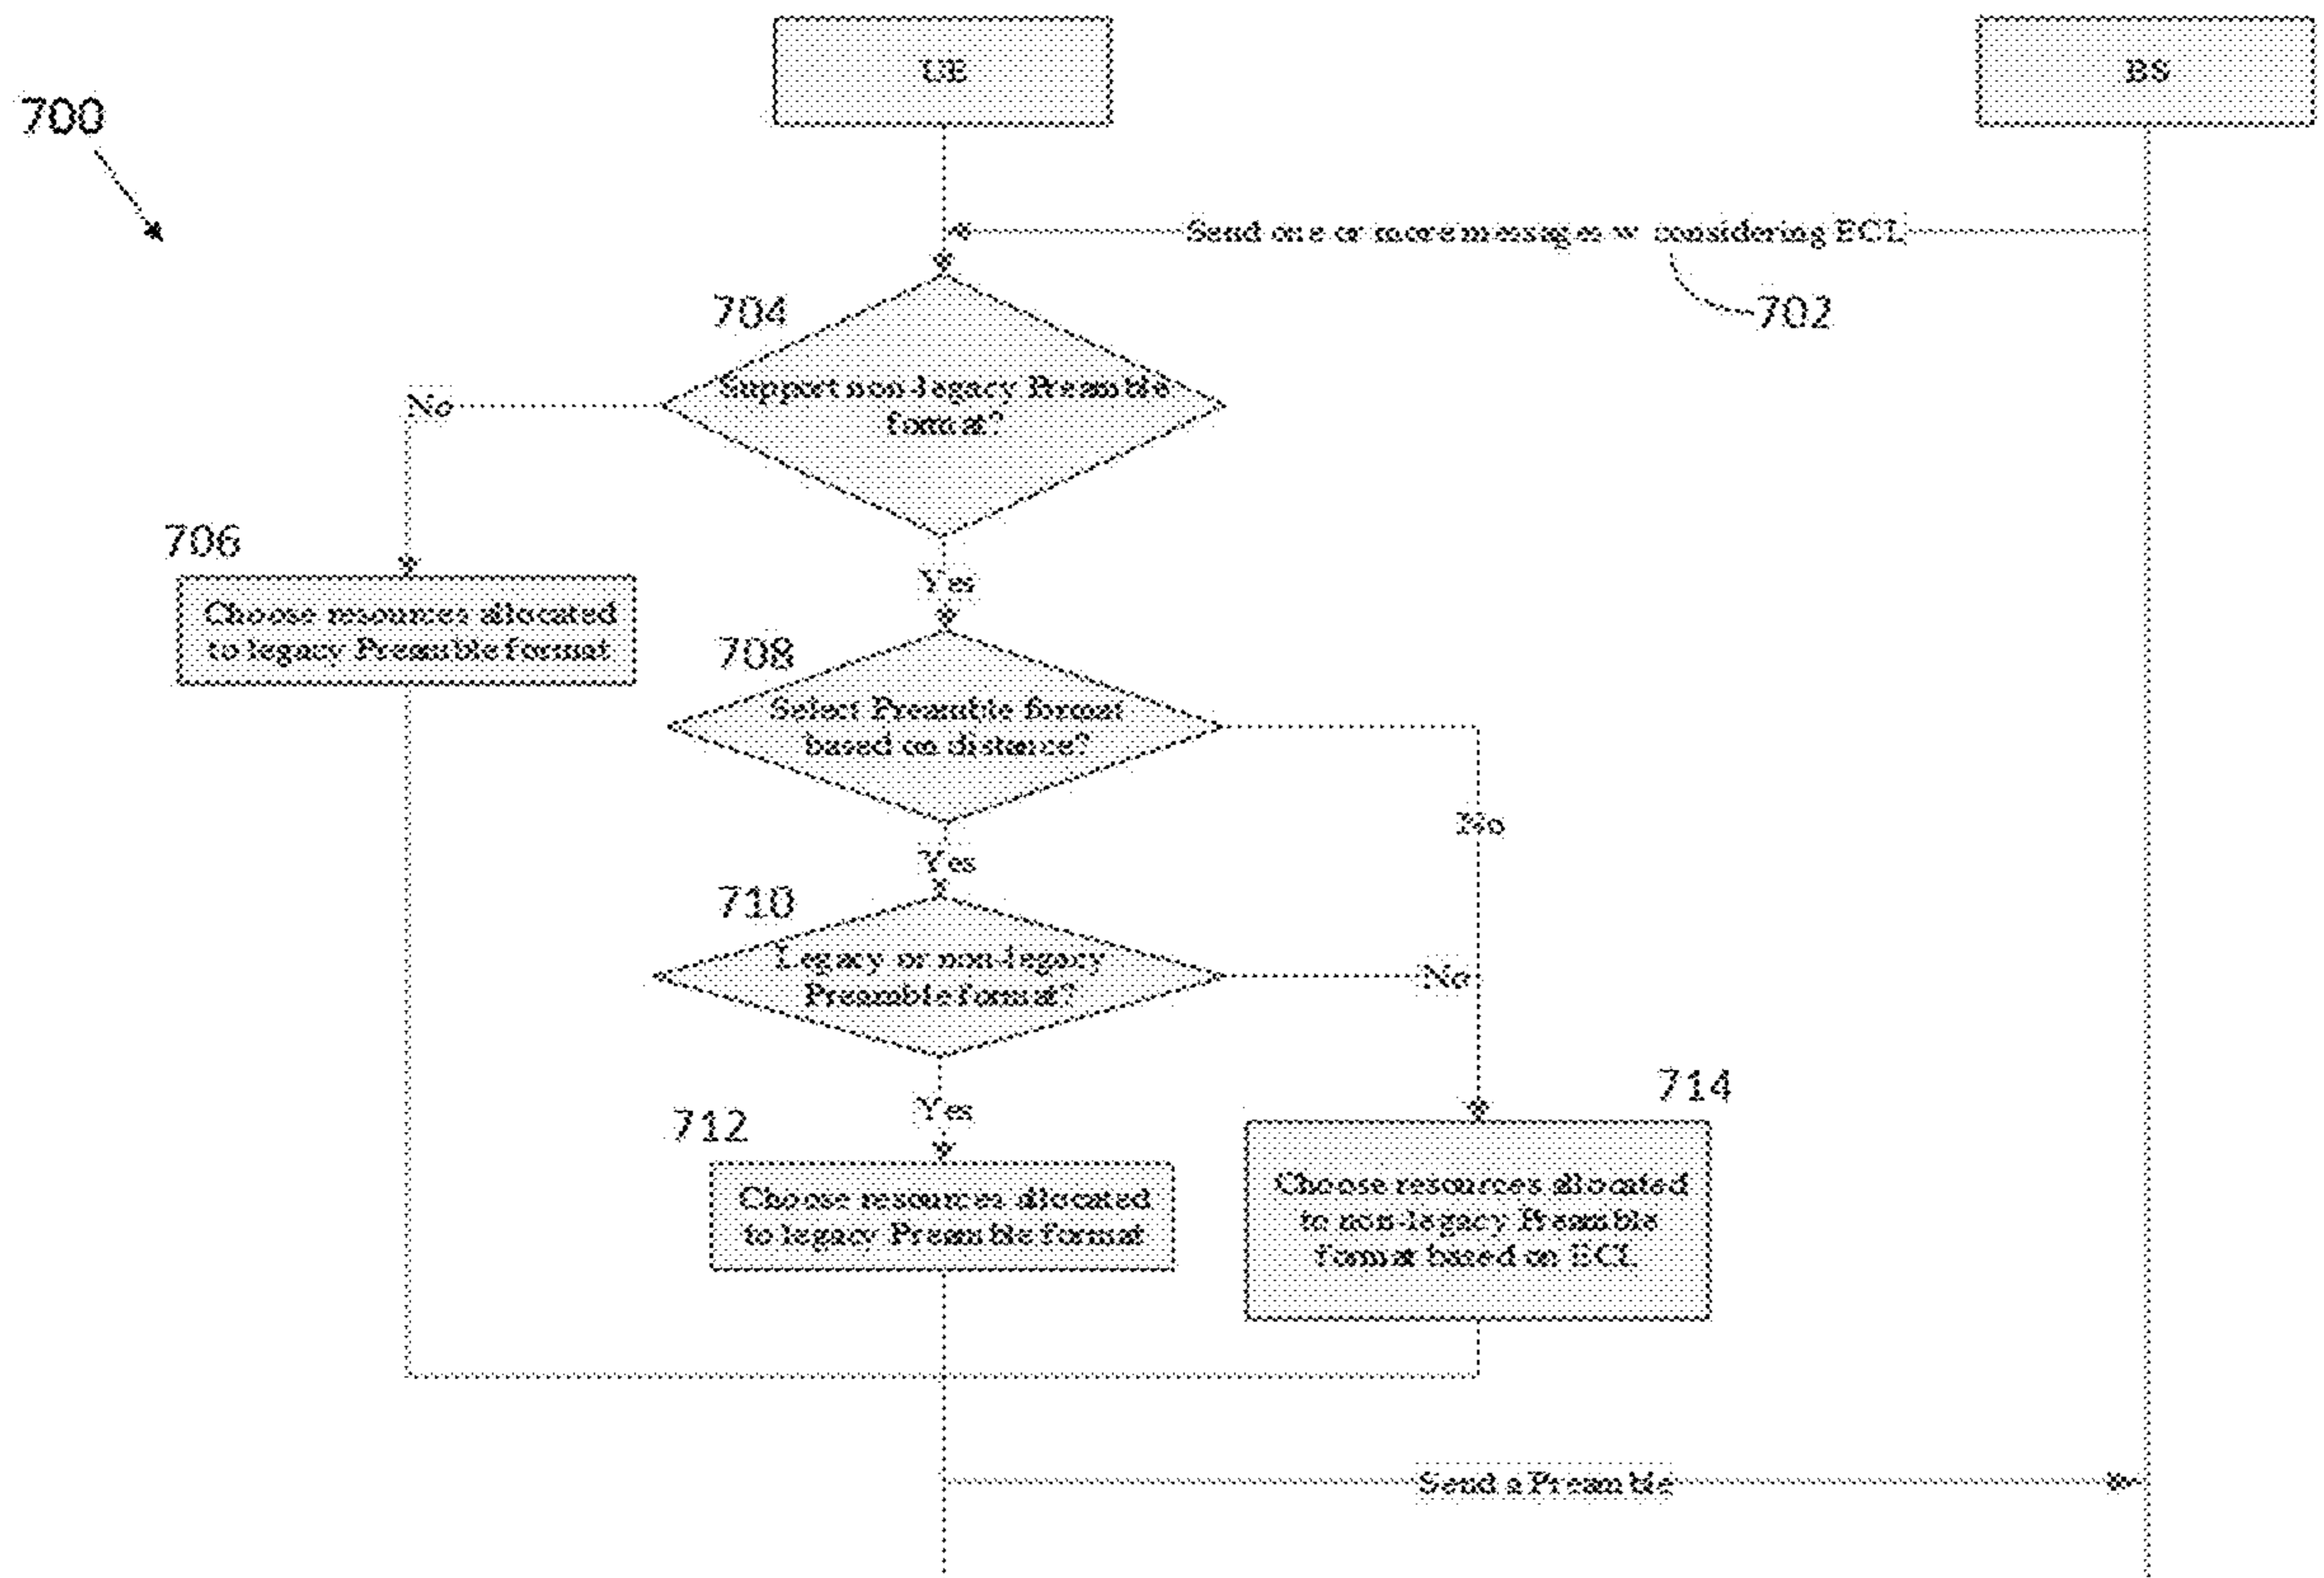 UE
BS
700
Send one or more messages w considering ECL
702
704
Support non-legacy Preamble
format?
No
706
Choose resources allocated
to legacy Preamble format
Yes
708
Select Preamble format
based on distance?
No
Yes
710
Legacy or non-legacy
Preamble format?
No
Yes
712
Choose resources allocated
to legacy Preamble format
714
Choose resources allocated
to non-legacy Preamble
format based on ECL
Send a Preamble